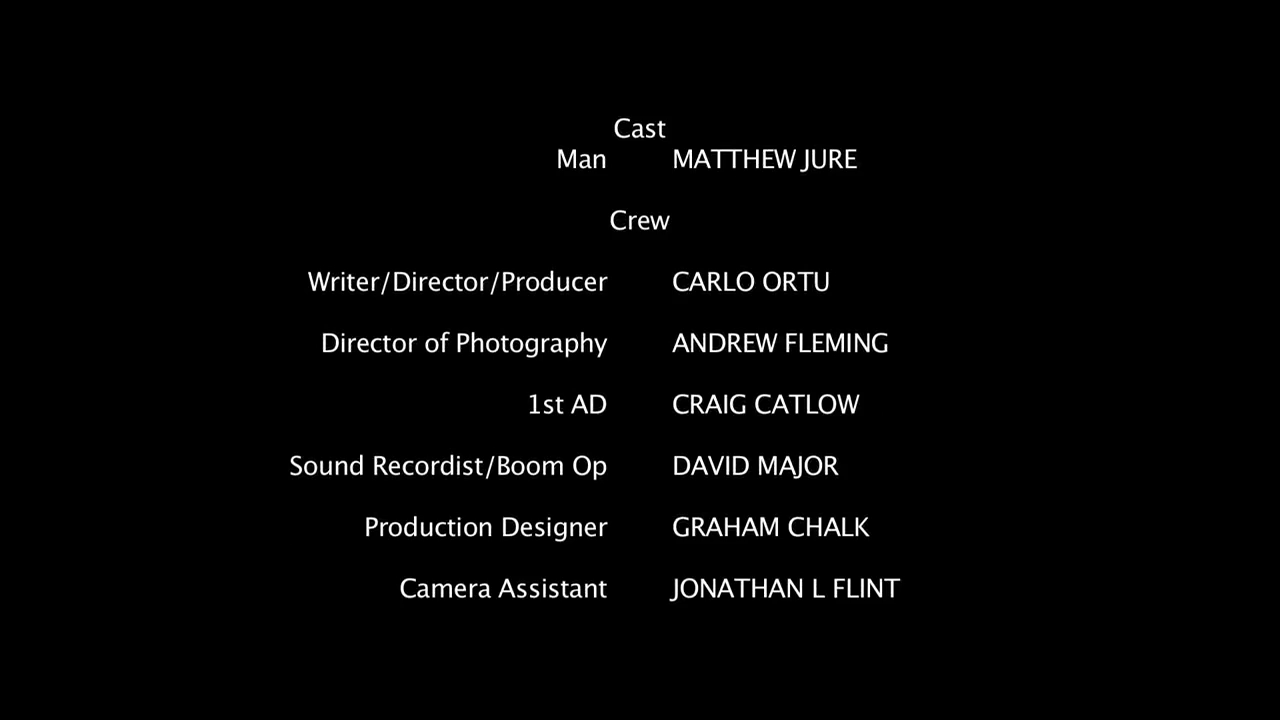 Cast
Man MATTHEW JURE
Crew
Writer/Director/Producer CARLO ORTU
Director of Photography ANDREW FLEMING
1st AD CRAIG CATLOW
Sound Recordist/Boom Op DAVID MAJOR
Production Designer GRAHAM CHALK
Camera Assistant JONATHAN L FLINT